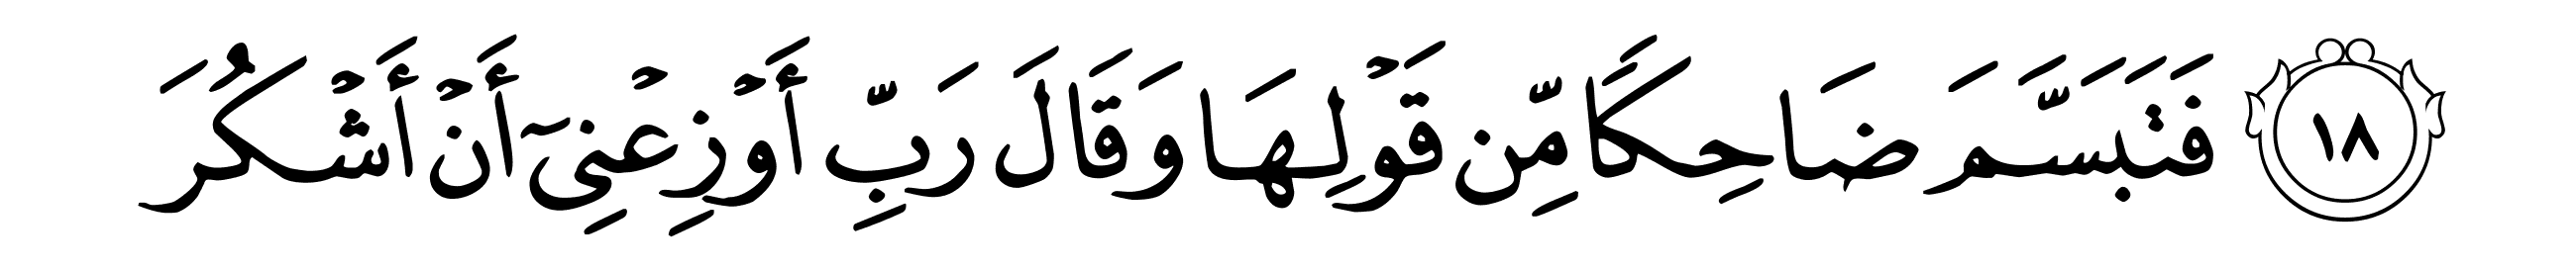 ١٨ فَتَبَسَّمَ ضَاحِكًا مِّن قَوْلِهَا وَقَالَ رَبِّ أَوْزِعْنِىٓ أَنْ أَشْكُرَ